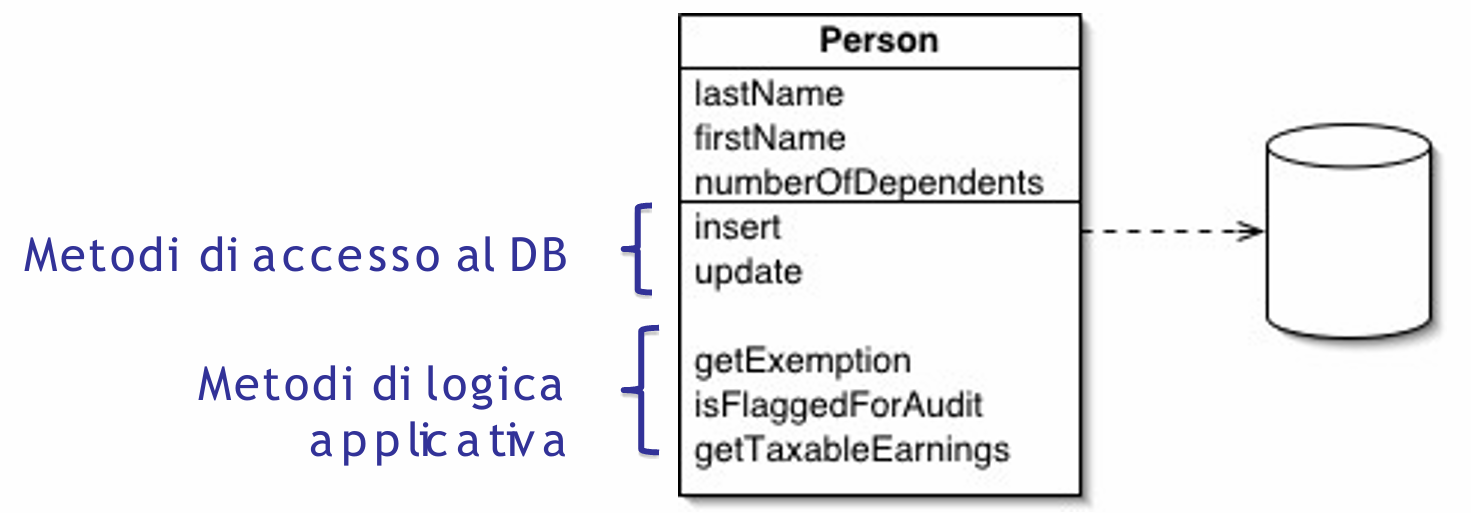 Person
lastName
firstName
numberOfDependents
Metodi di accesso al DB
insert
update
Metodi di logica
applicativa
getExemption
isFlaggedForAudit
getTaxableEarnings